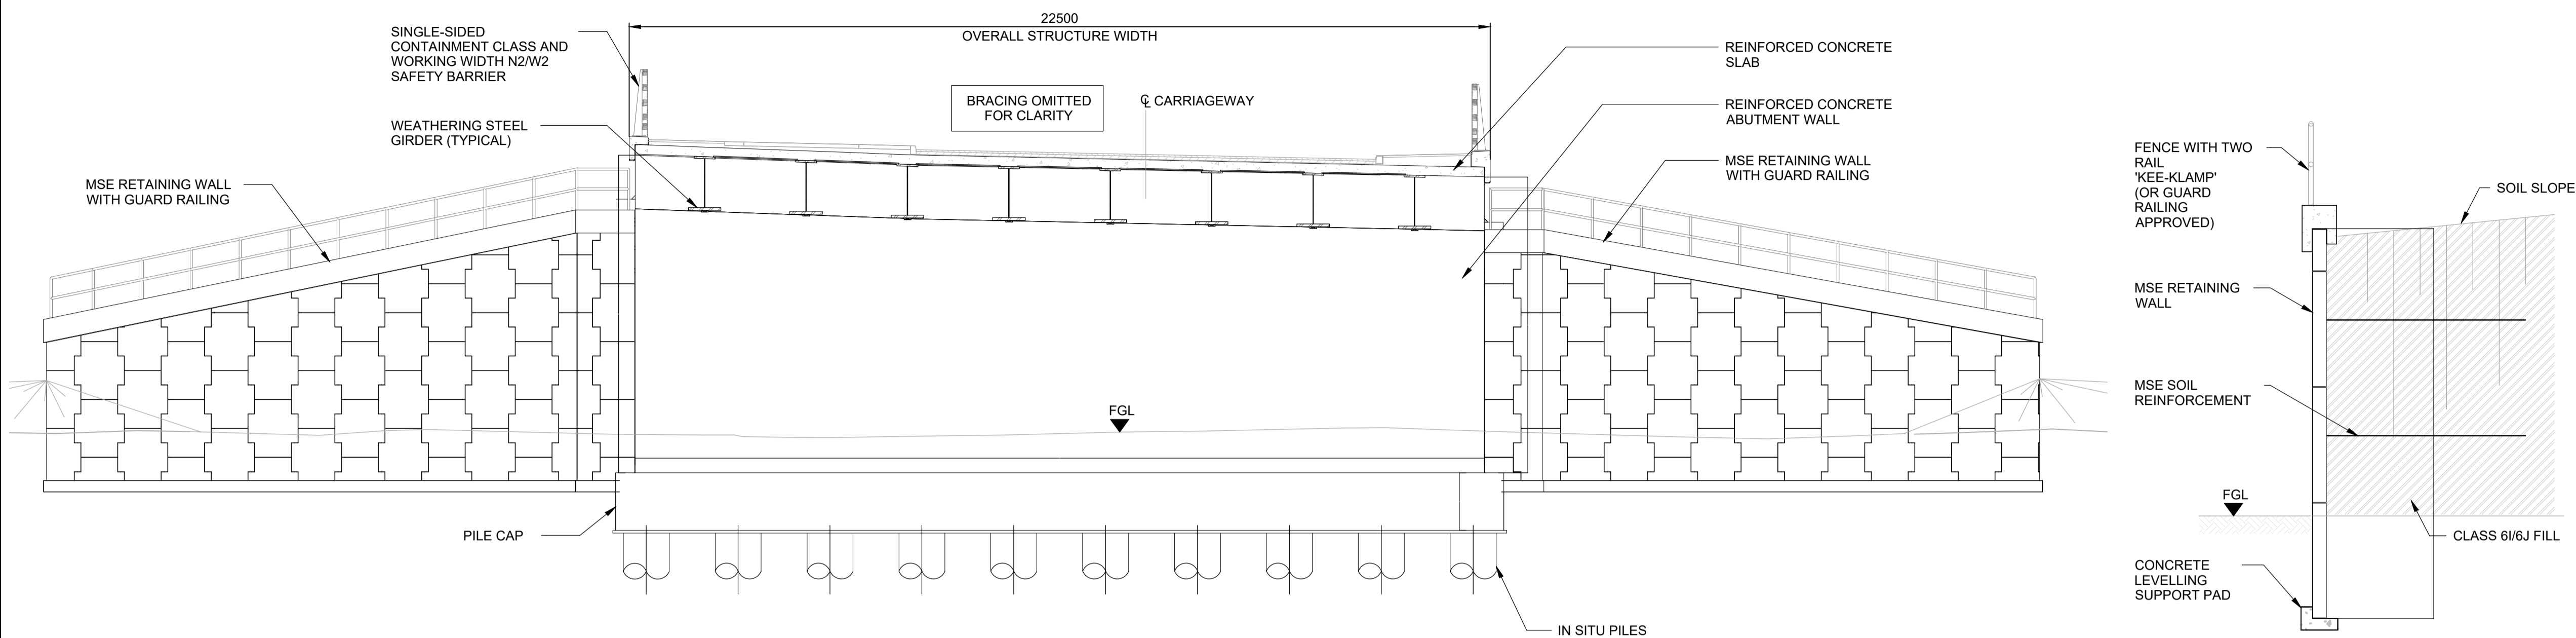 22500
OVERALL STRUCTURE WIDTH
SINGLE-SIDED
CONTAINMENT CLASS AND
WORKING WIDTH N2/W2
SAFETY BARRIER
WEATHERING STEEL
GIRDER (TYPICAL)
MSE RETAINING WALL
WITH GUARD RAILING
BRACING OMITTED
FOR CLARITY
℄ CARRIAGEWAY
REINFORCED CONCRETE
SLAB
REINFORCED CONCRETE
ABUTMENT WALL
MSE RETAINING WALL
WITH GUARD RAILING
FGL
PILE CAP
IN SITU PILES
FENCE WITH TWO
RAIL
'KEE-KLAMP'
(OR GUARD
RAILING
APPROVED)
SOIL SLOPE
MSE RETAINING
WALL
MSE SOIL
REINFORCEMENT
FGL
CLASS 6I/6J FILL
CONCRETE
LEVELLING
SUPPORT PAD